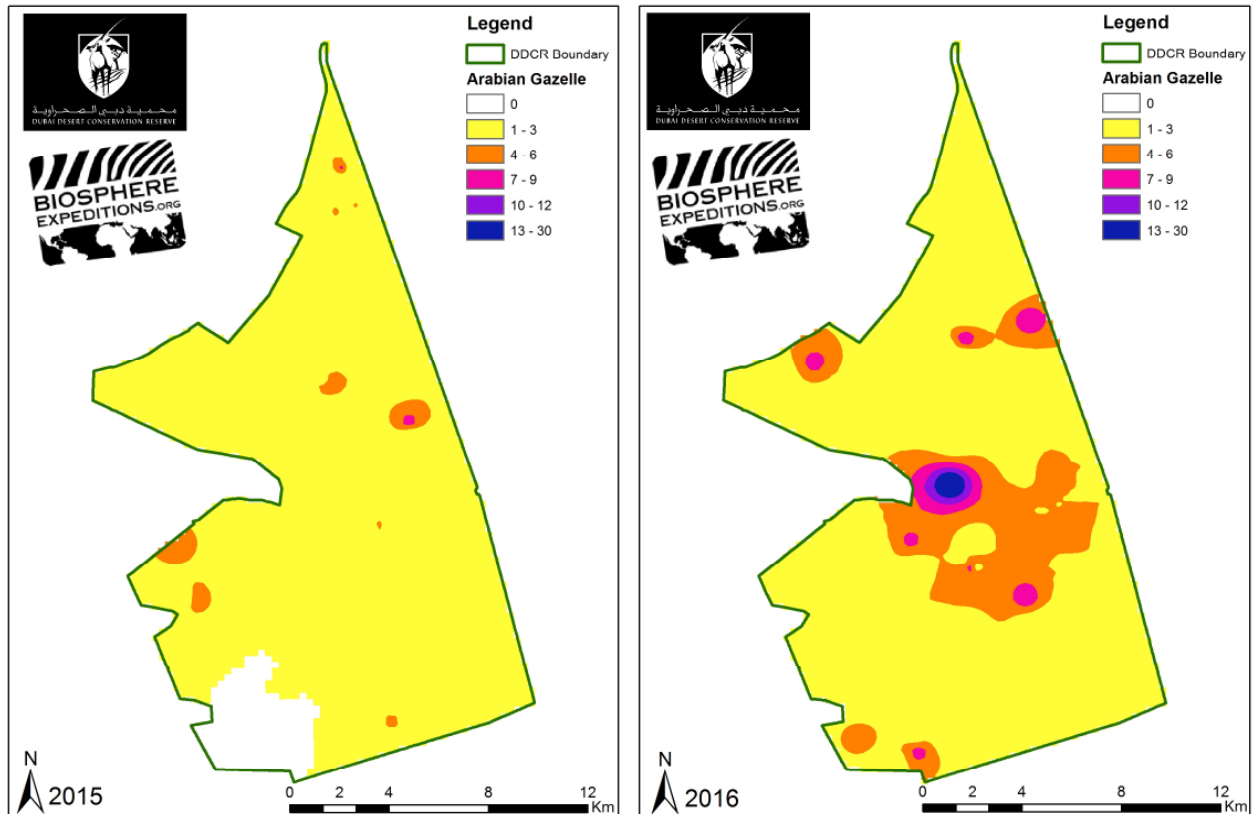 محمية دبي الصحراوية
DUBAI DESERT CONSERVATION RESERVE
BIOSPHERE
EXPEDITIONS.ORG
Legend
DDCR Boundary
Arabian Gazelle
0
1 - 3
4 - 6
7 - 9
10 - 12
13 - 30
N
2015
0 2 4 8 12
Km
محمية دبي الصحراوية
DUBAI DESERT CONSERVATION RESERVE
BIOSPHERE
EXPEDITIONS.ORG
Legend
DDCR Boundary
Arabian Gazelle
0
1 - 3
4 - 6
7 - 9
10 - 12
13 - 30
N
2016
0 2 4 8 12
Km